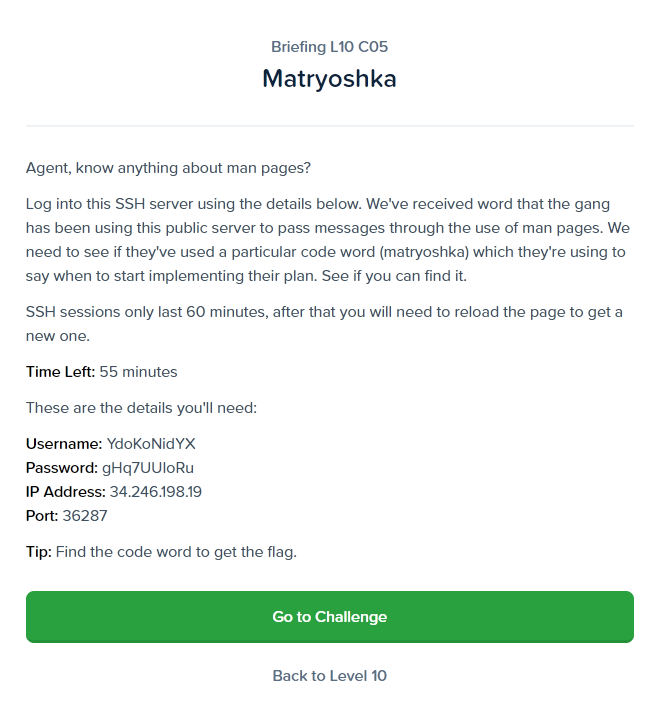 Briefing L10 C05
Matryoshka
Agent, know anything about man pages?
Log into this SSH server using the details below. We've received word that the gang
has been using this public server to pass messages through the use of man pages. We
need to see if they've used a particular code word (matryoshka) which they're using to
say when to start implementing their plan. See if you can find it.
SSH sessions only last 60 minutes, after that you will need to reload the page to get a
new one.
Time Left: 55 minutes
These are the details you'll need:
Username: YdoKoNidYX
Password: gHq7UUIoRu
IP Address: 34.246.198.19
Port: 36287
Tip: Find the code word to get the flag.
Go to Challenge
Back to Level 10